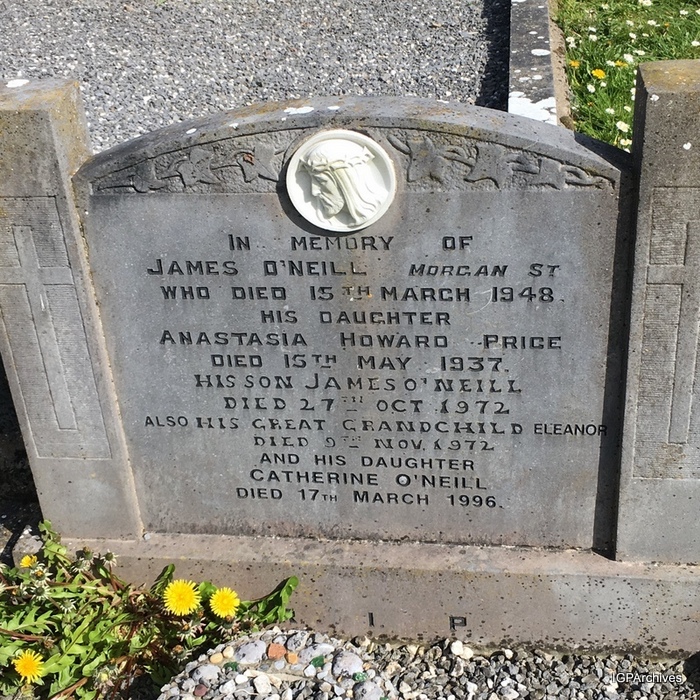 IN MEMORY OF
JAMES O'NEILL MORGAN ST
WHO DIED 15TH MARCH 1948.
HIS DAUGHTER
ANASTASIA HOWARD-PRICE
DIED 15TH MAY 1937.
HIS SON JAMES O'NEILL
DIED 27TH OCT 1972
ALSO HIS GREAT GRANDCHILD ELEANOR
DIED 9TH NOV. 1972
AND HIS DAUGHTER
CATHERINE O'NEILL
DIED 17TH MARCH 1996.
I P
IGPArchives